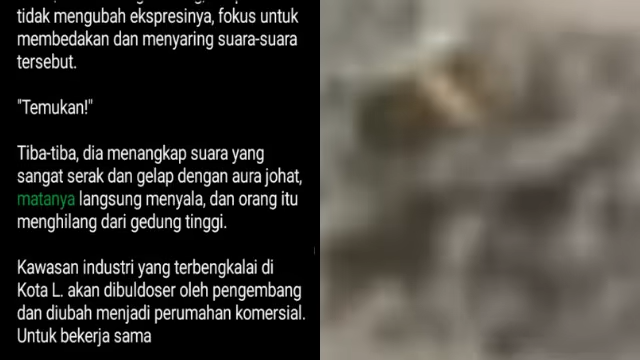 tidak mengubah ekspresinya, fokus untuk
membedakan dan menyaring suara-suara
tersebut.
"Temukan!"
Tiba-tiba, dia menangkap suara yang
sangat serak dan gelap dengan aura johat,
matanya langsung menyala, dan orang itu
menghilang dari gedung tinggi.
Kawasan industri yang terbengkalai di
Kota L. akan dibuldoser oleh pengembang
dan diubah menjadi perumahan komersial.
Untuk bekerja sama